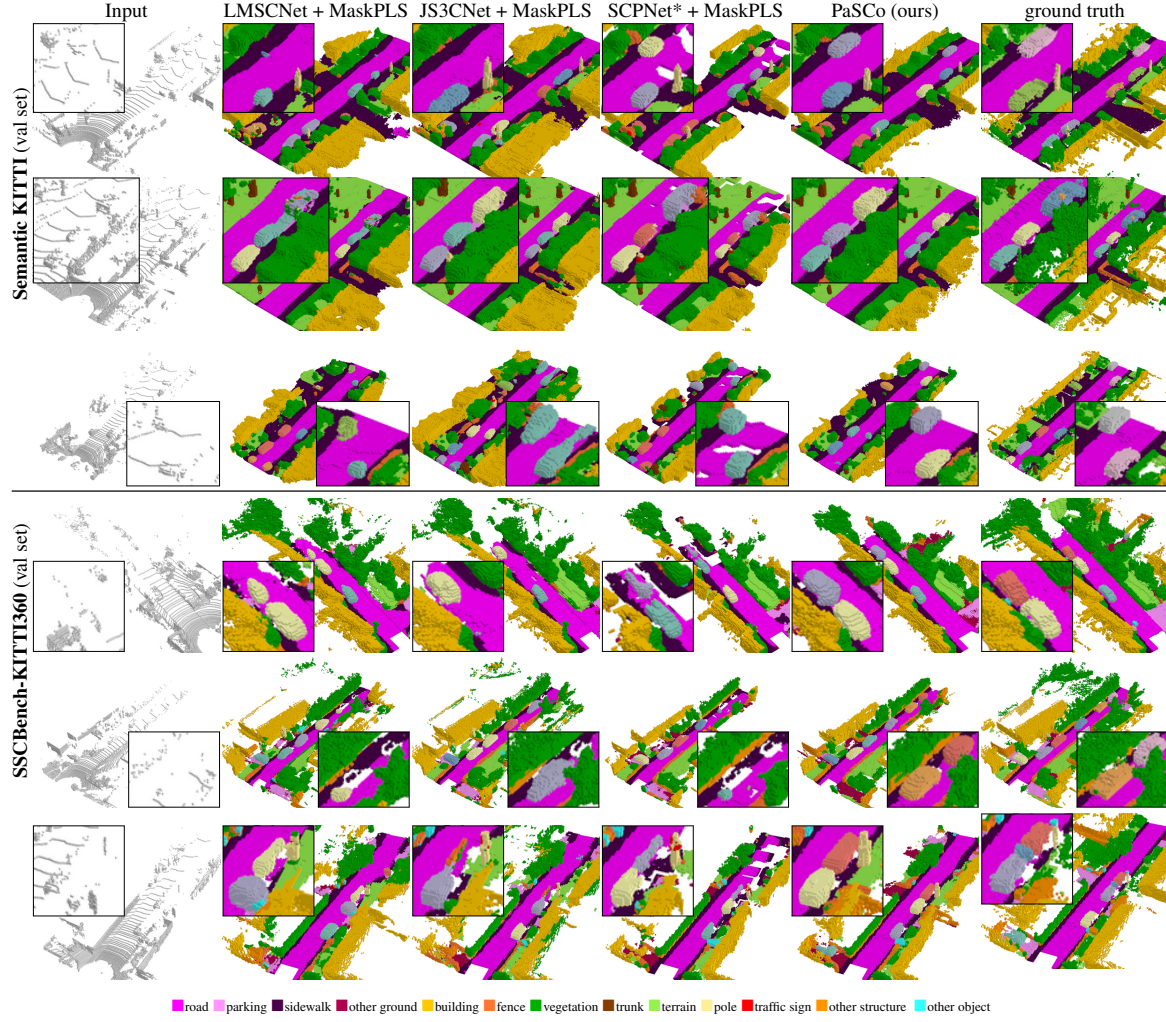 Input LMSCNet + MaskPLS JS3CNet + MaskPLS SCPNet* + MaskPLS PaSCo (ours) ground truth
Semantic KITTI (val set)
SSCBench-KITTI360 (val set)
road parking sidewalk other ground building fence vegetation trunk terrain pole traffic sign other structure other object